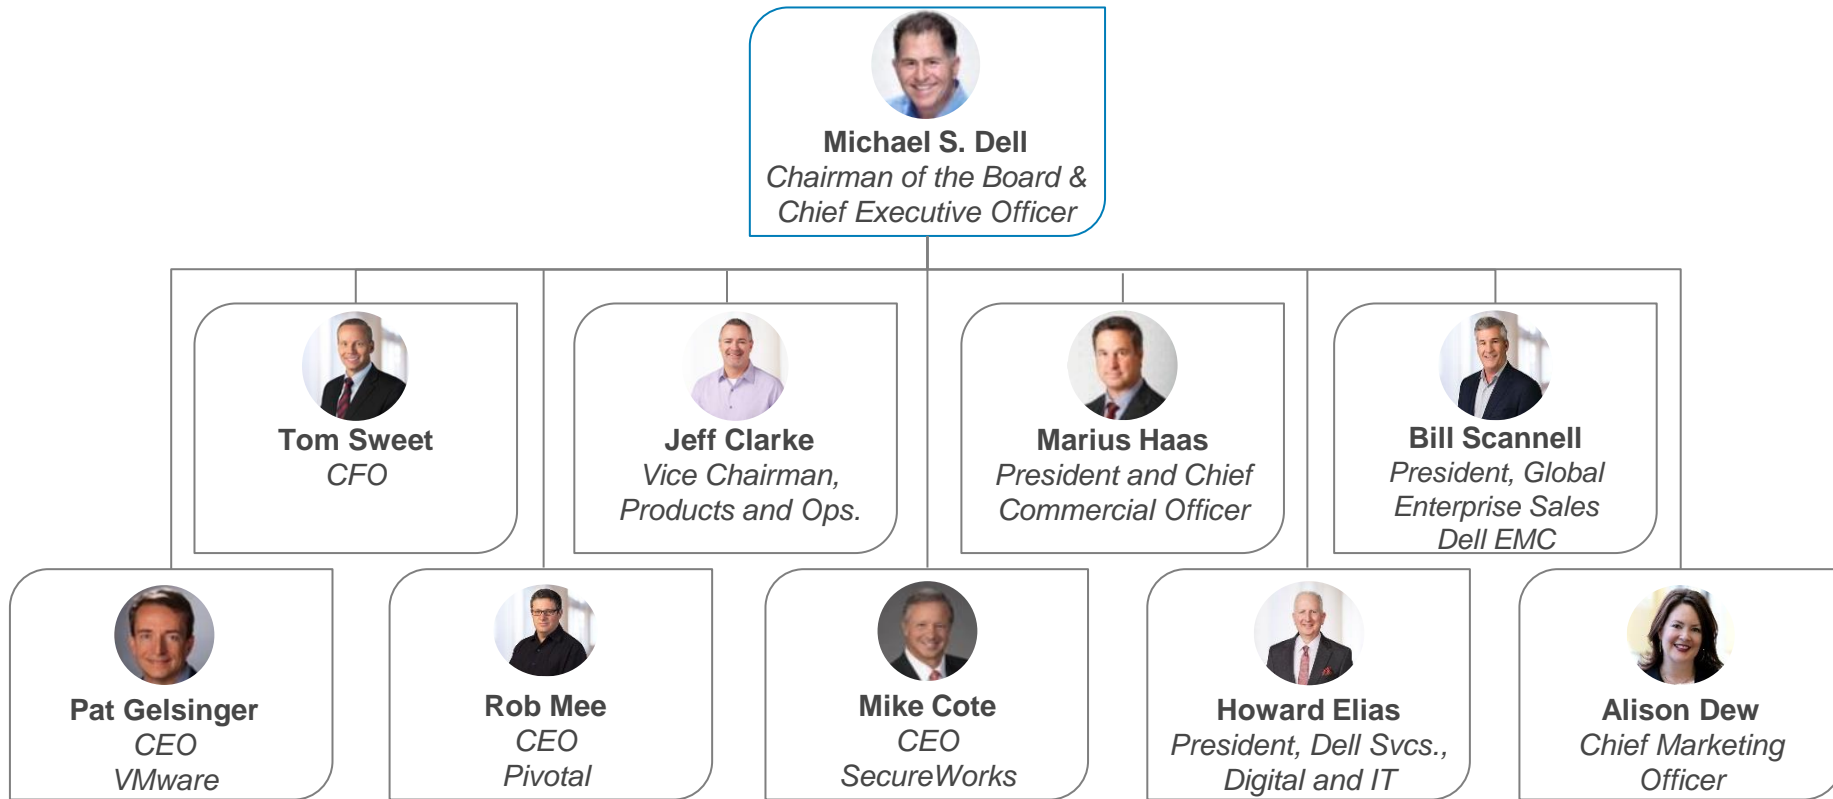 Michael S. Dell
Chairman of the Board &
Chief Executive Officer
Tom Sweet
CFO
Jeff Clarke
Vice Chairman,
Products and Ops.
Marius Haas
President and Chief
Commercial Officer
Bill Scannell
President, Global
Enterprise Sales
Dell EMC
Pat Gelsinger
CEO
VMware
Rob Mee
CEO
Pivotal
Mike Cote
CEO
SecureWorks
Howard Elias
President, Dell Svcs.,
Digital and IT
Alison Dew
Chief Marketing
Officer